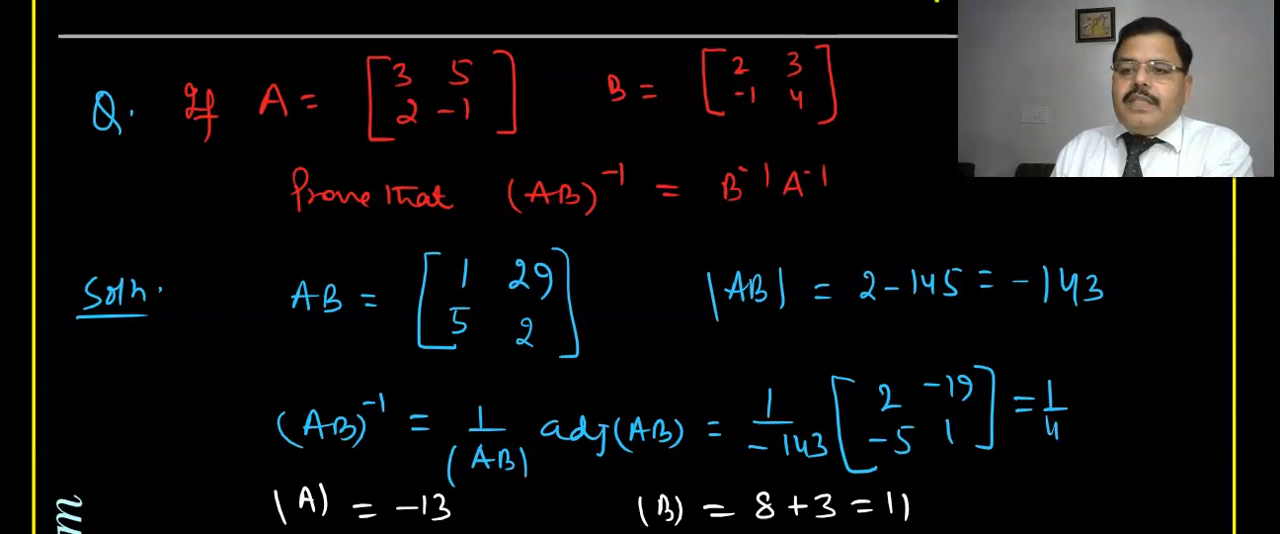 Q. If A = [3 5 2 -1] B = [2 3 -1 4]
Prove that (AB)^-1 = B^-1 A^-1
Soln. AB = [1 29 5 2] |AB| = 2 - 145 = -143
(AB)^-1 = 1/(AB) adj(AB) = 1/-143 [2 -19 -5 1] = 1/4
|A| = -13 |B| = 8 + 3 = 11
m